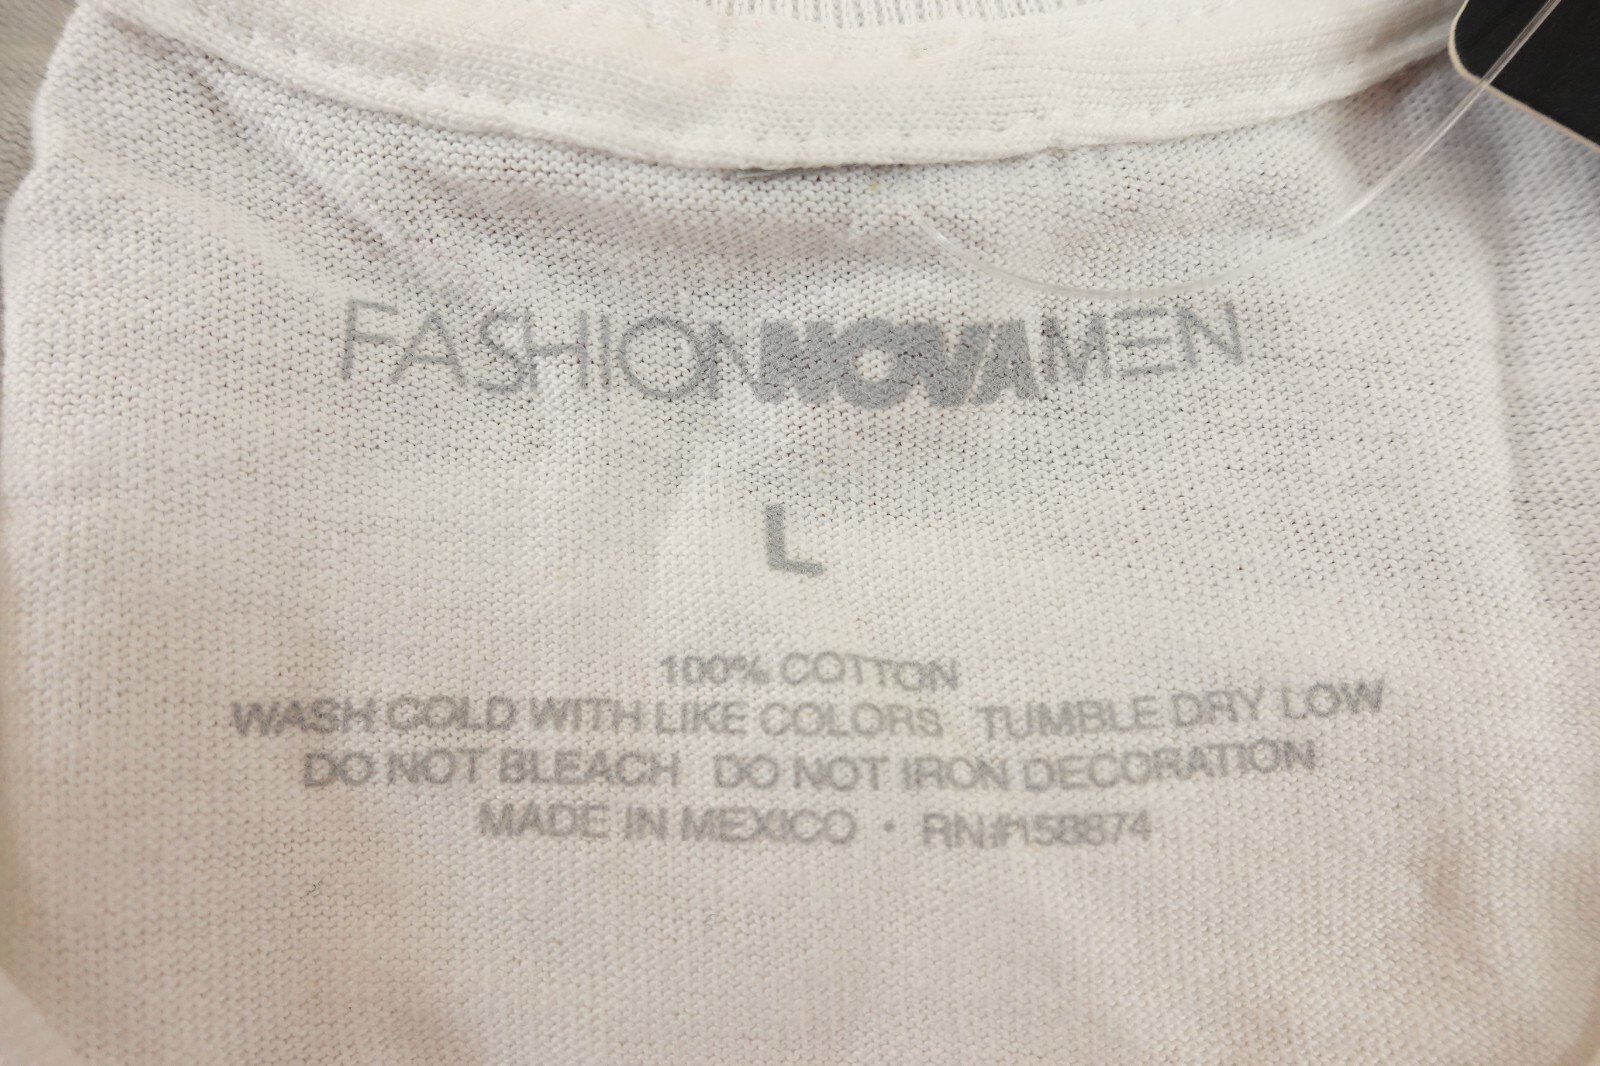 FASHIONNOVAMEN
L
100% COTTON
WASH COLD WITH LIKE COLORS TUMBLE DRY LOW
DO NOT BLEACH DO NOT IRON DECORATION
MADE IN MEXICO • RN#158874